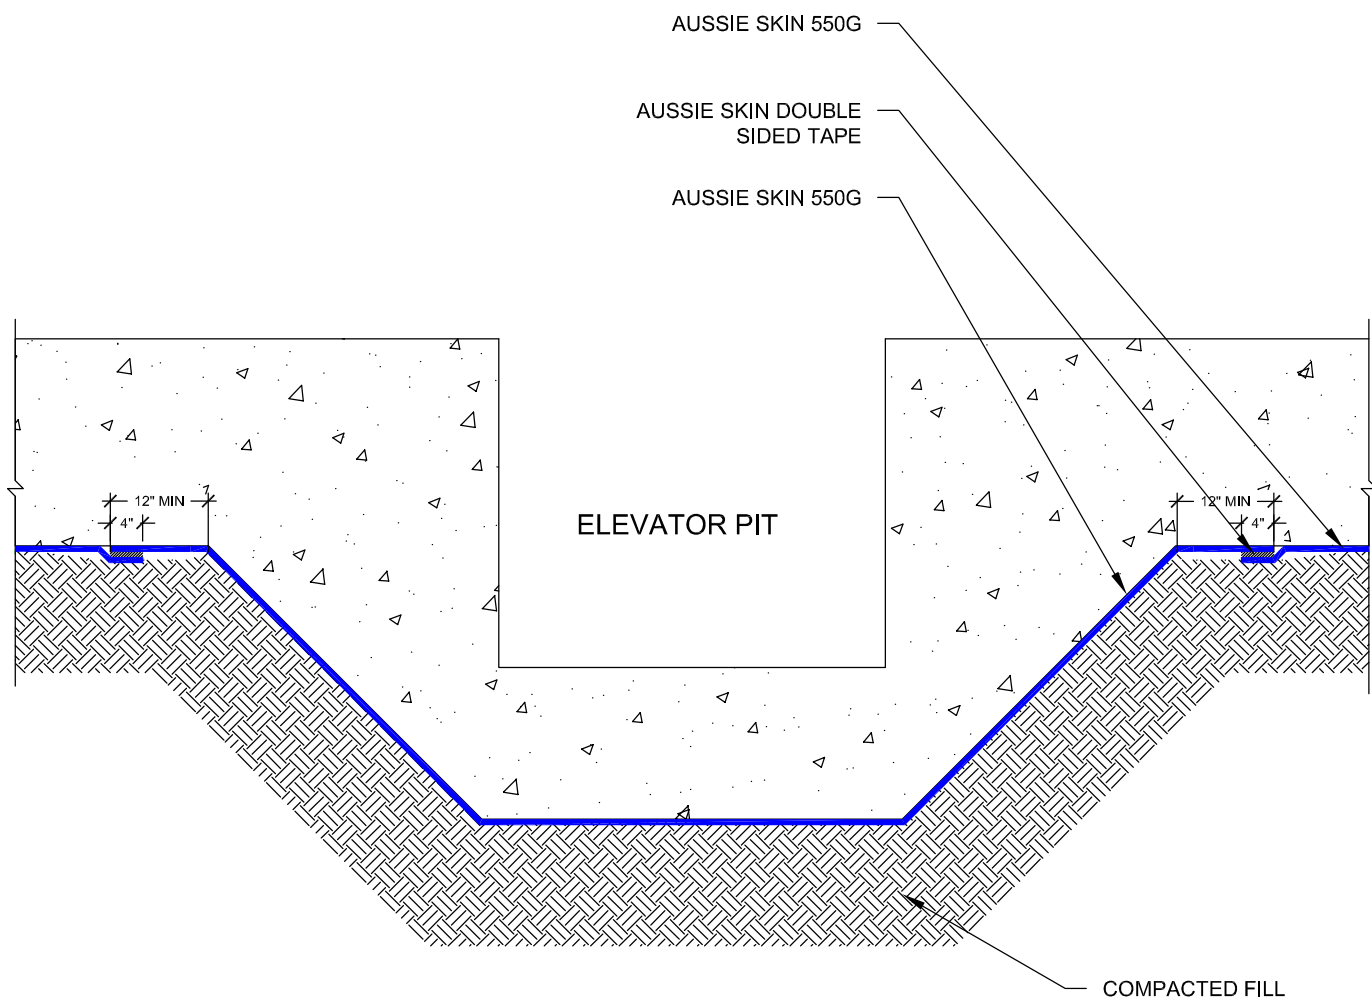 AUSSIE SKIN 550G
AUSSIE SKIN DOUBLE
SIDED TAPE
AUSSIE SKIN 550G
12" MIN
12" MIN
4"
4"
ELEVATOR PIT
COMPACTED FILL